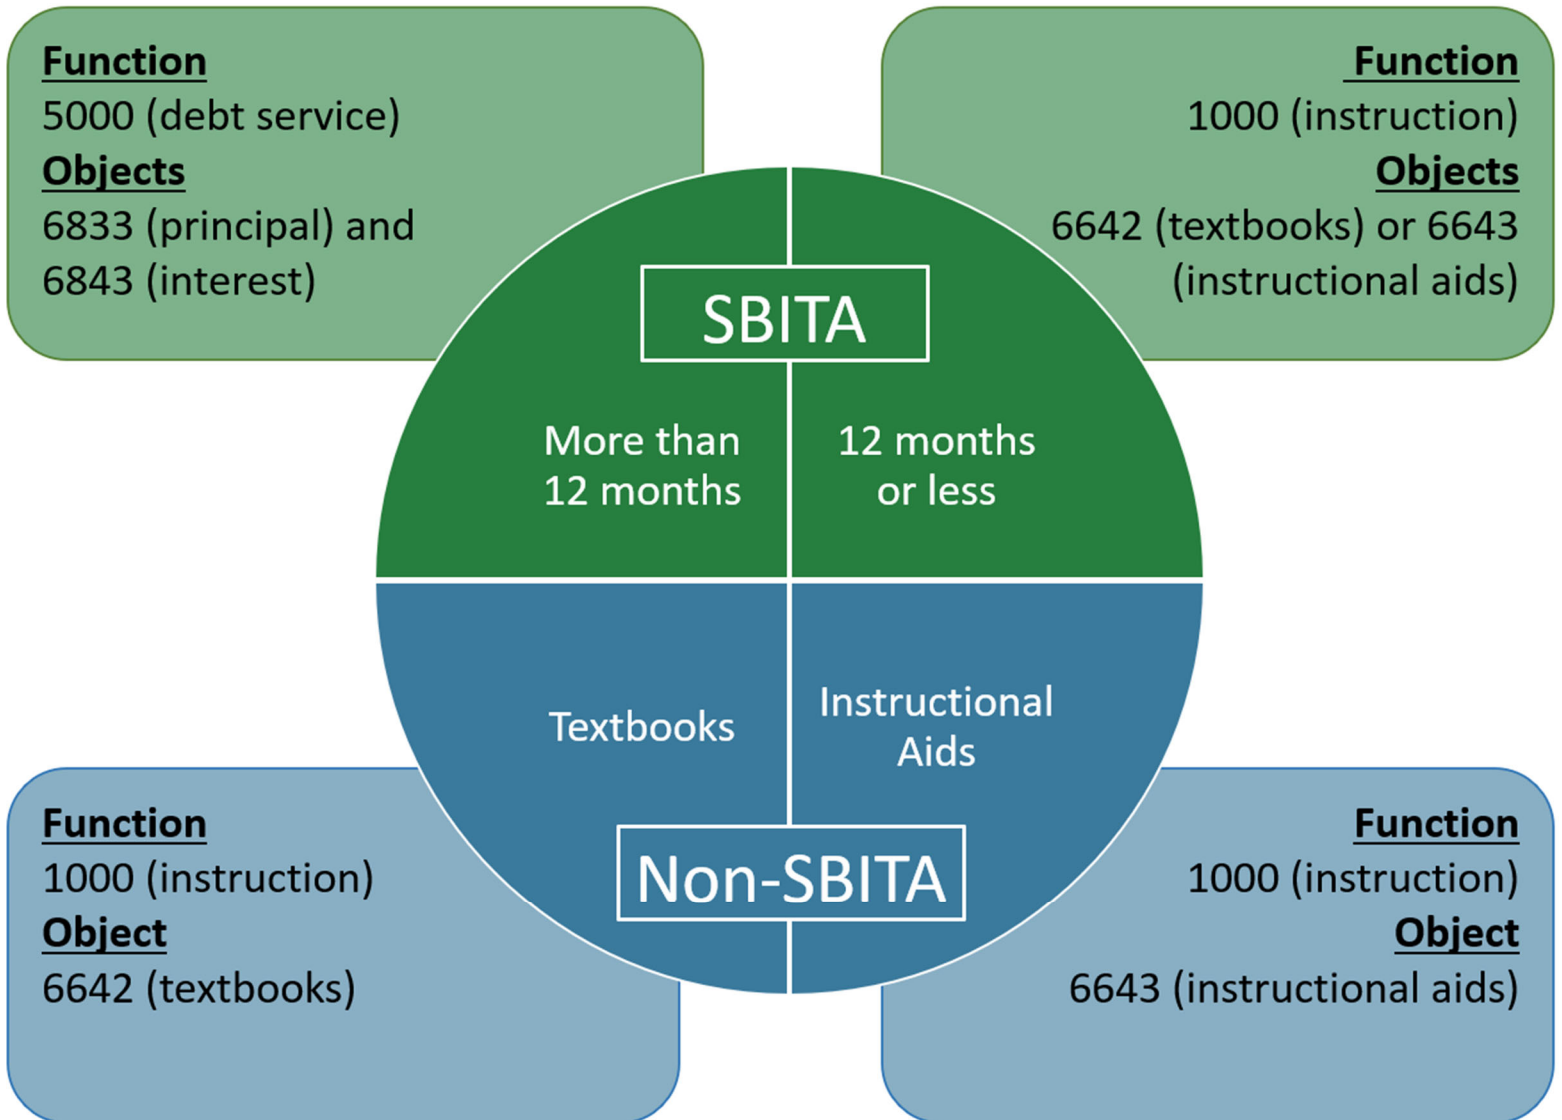 Function
5000 (debt service)
Objects
6833 (principal) and
6843 (interest)
Function
1000 (instruction)
Objects
6642 (textbooks) or 6643
(instructional aids)
SBITA
More than
12 months
12 months
or less
Textbooks
Instructional
Aids
Non-SBITA
Function
1000 (instruction)
Object
6642 (textbooks)
Function
1000 (instruction)
Object
6643 (instructional aids)